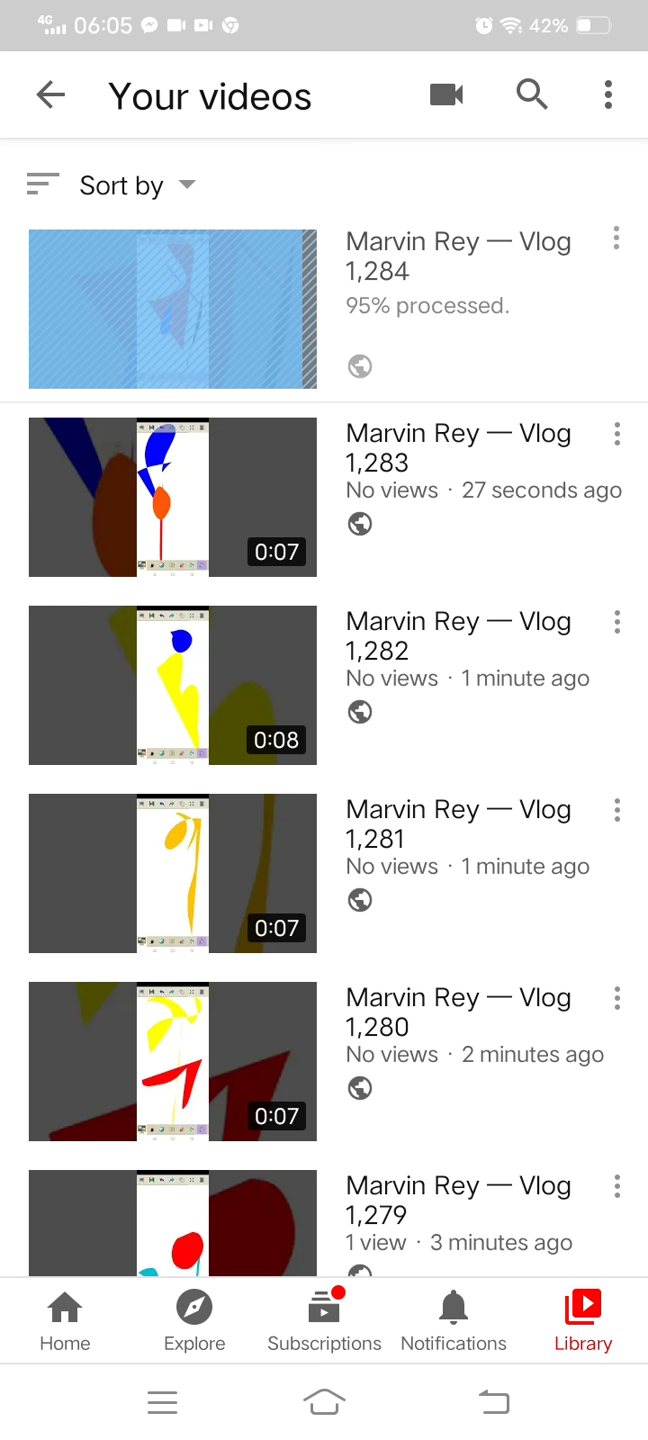 4G 06:05 42%
Your videos
Sort by
Marvin Rey — Vlog
1,284
95% processed.
Marvin Rey — Vlog
1,283
No views · 27 seconds ago
0:07
Marvin Rey — Vlog
1,282
No views · 1 minute ago
0:08
Marvin Rey — Vlog
1,281
No views · 1 minute ago
0:07
Marvin Rey — Vlog
1,280
No views · 2 minutes ago
0:07
Marvin Rey — Vlog
1,279
1 view · 3 minutes ago
Home Explore Subscriptions Notifications Library